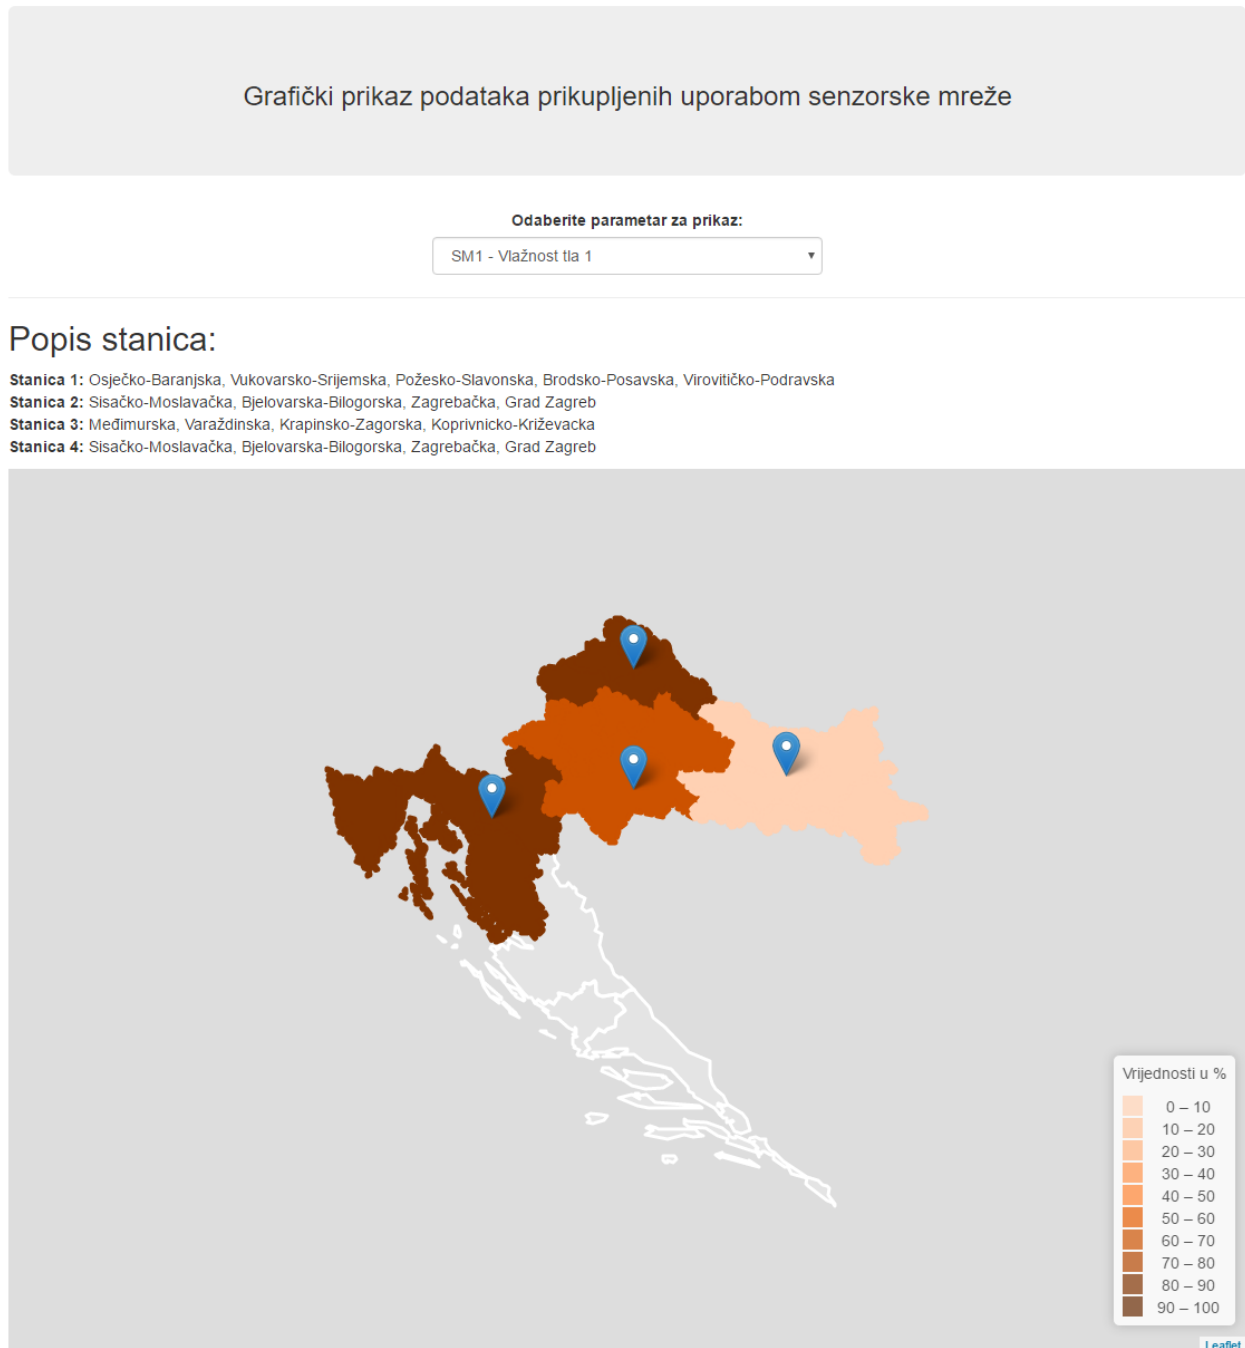 Grafički prikaz podataka prikupljenih uporabom senzorske mreže
Odaberite parametar za prikaz:
SM1 - Vlažnost tla 1
Popis stanica:
Stanica 1: Osječko-Baranjska, Vukovarsko-Srijemska, Požesko-Slavonska, Brodsko-Posavska, Virovitičko-Podravska
Stanica 2: Sisačko-Moslavačka, Bjelovarska-Bilogorska, Zagrebačka, Grad Zagreb
Stanica 3: Međimurska, Varaždinska, Krapinsko-Zagorska, Koprivnicko-Križevacka
Stanica 4: Sisačko-Moslavačka, Bjelovarska-Bilogorska, Zagrebačka, Grad Zagreb
Vrijednosti u %
0 – 10
10 – 20
20 – 30
30 – 40
40 – 50
50 – 60
60 – 70
70 – 80
80 – 90
90 – 100
Leaflet